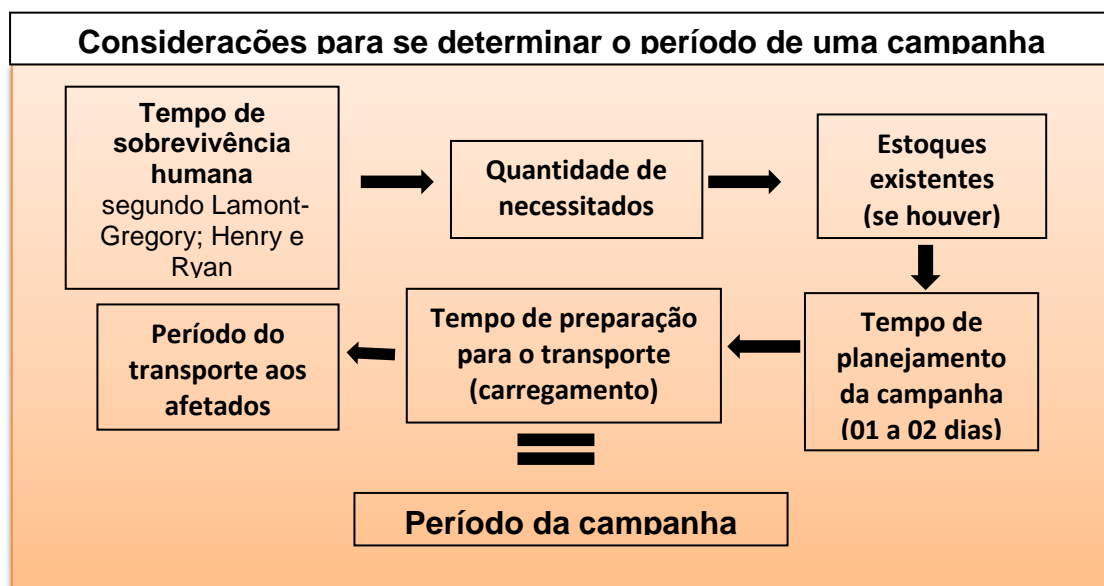 Considerações para se determinar o período de uma campanha
Tempo de
sobrevivência
humana
segundo Lamont-
Gregory; Henry e
Ryan
Quantidade de
necessitados
Estoques
existentes
(se houver)
Tempo de
planejamento
da campanha
(01 a 02 dias)
Tempo de preparação
para o transporte
(carregamento)
Período do
transporte aos
afetados
=
Período da campanha